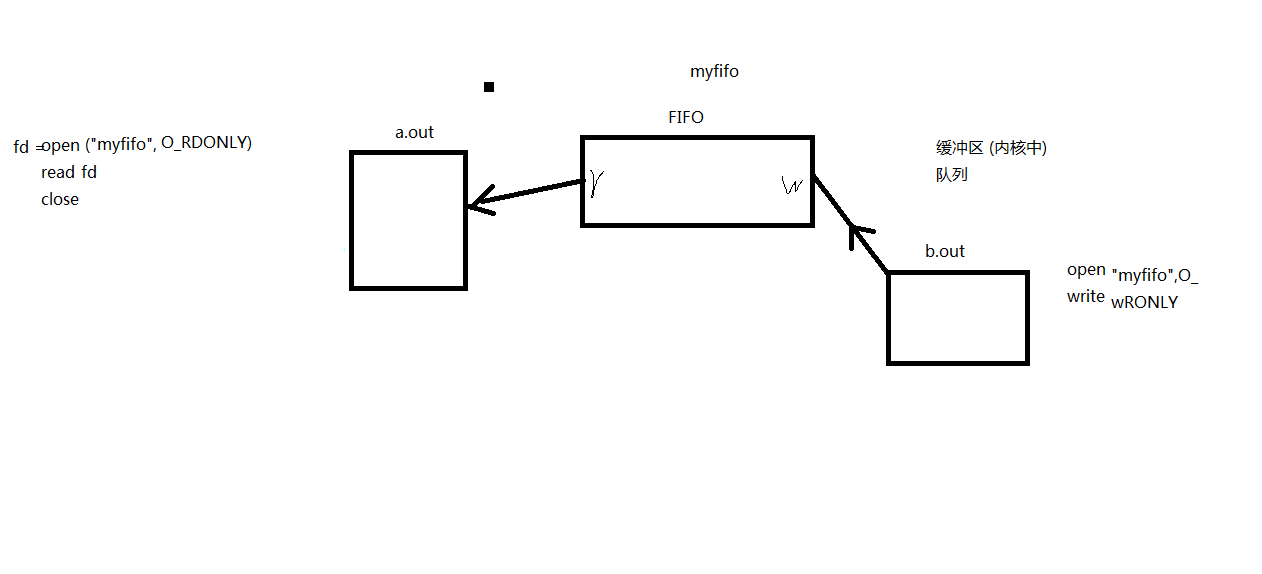 myfifo
FIFO
a.out
fd =open ("myfifo", O_RDONLY)
read fd
close
r
w
缓冲区 (内核中)
队列
b.out
open "myfifo",O_
write wRONLY